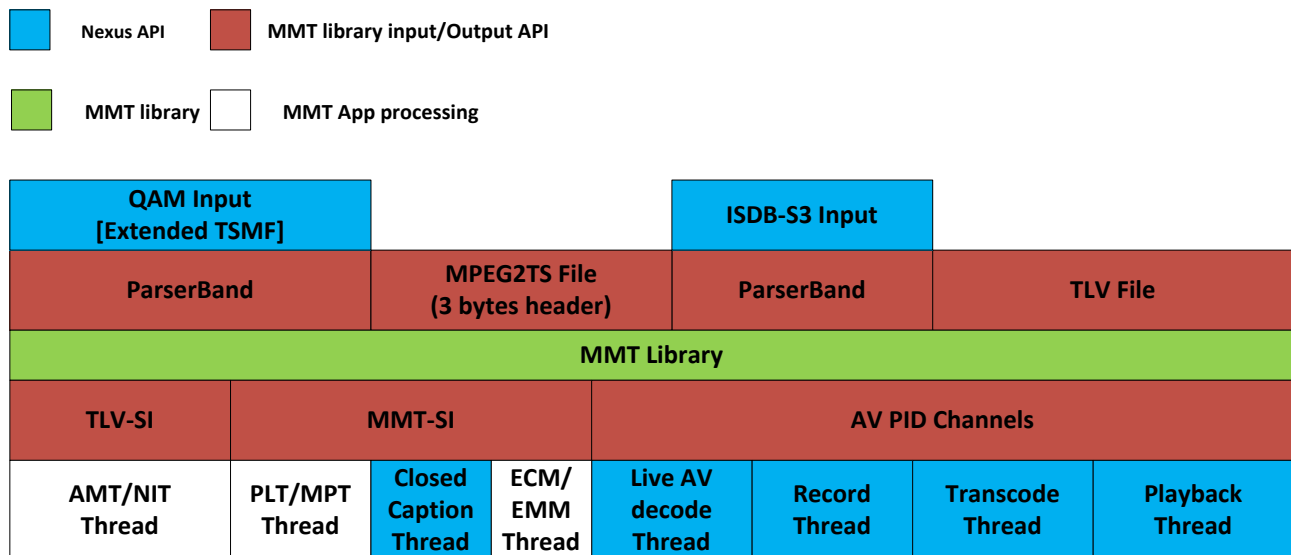 Nexus API
MMT library input/Output API
MMT library
MMT App processing
QAM Input
[Extended TSMF]
ISDB-S3 Input
ParserBand
MPEG2TS File
(3 bytes header)
ParserBand
TLV File
MMT Library
TLV-SI
MMT-SI
AV PID Channels
AMT/NIT
Thread
PLT/MPT
Thread
Closed
Caption
Thread
ECM/
EMM
Thread
Live AV
decode
Thread
Record
Thread
Transcode
Thread
Playback
Thread